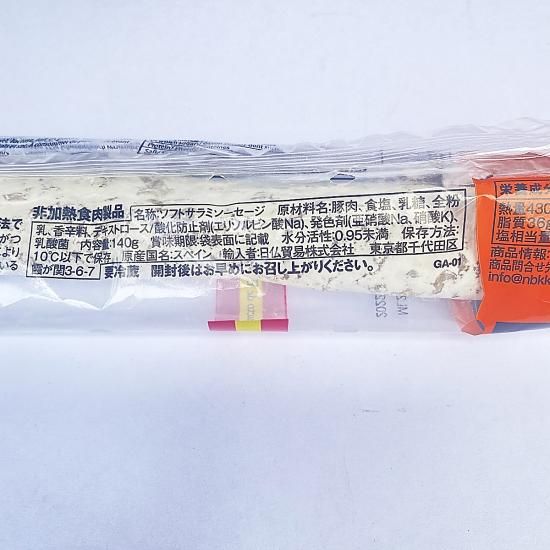 非加熱食肉製品
名称:ソフトサラミソーセージ 原材料名:豚肉、食塩、乳糖、全粉
乳、香辛料、デキストロース/酸化防止剤(エリソルビン酸Na)、発色剤(亜硝酸Na、硝酸K)、
乳酸菌 内容量:140g 賞味期限:袋表面に記載 水分活性:0.95未満 保存方法:
10℃以下で保存 原産国名:スペイン 輸入者:日仏貿易株式会社 東京都千代田区
霞が関3-6-7 要冷蔵 開封後はお早めにお召し上がりください。
GA-01
法で
がつ
より
いる
栄養成
熱量430
脂質36g
塩相当量
商品情報:
商品問合せ
info@nbkk